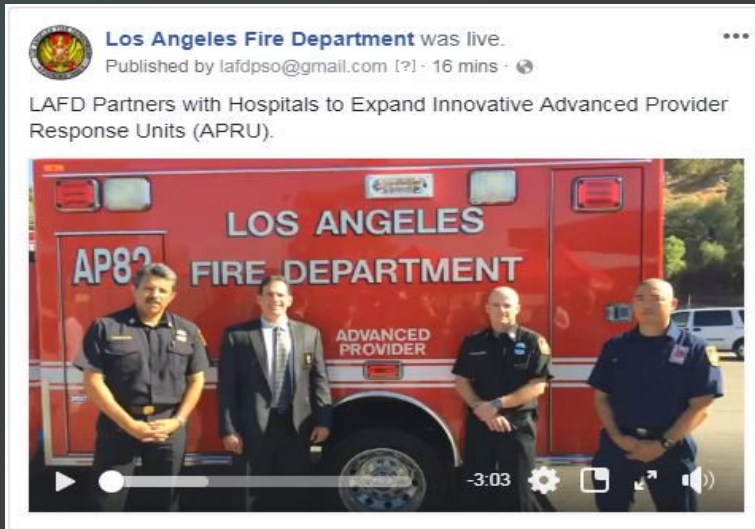 Los Angeles Fire Department was live.
Published by lafdpso@gmail.com [?] · 16 mins ·
LAFD Partners with Hospitals to Expand Innovative Advanced Provider
Response Units (APRU).
LOS ANGELES
AP82 FIRE DEPARTMENT
ADVANCED
PROVIDER
-3:03